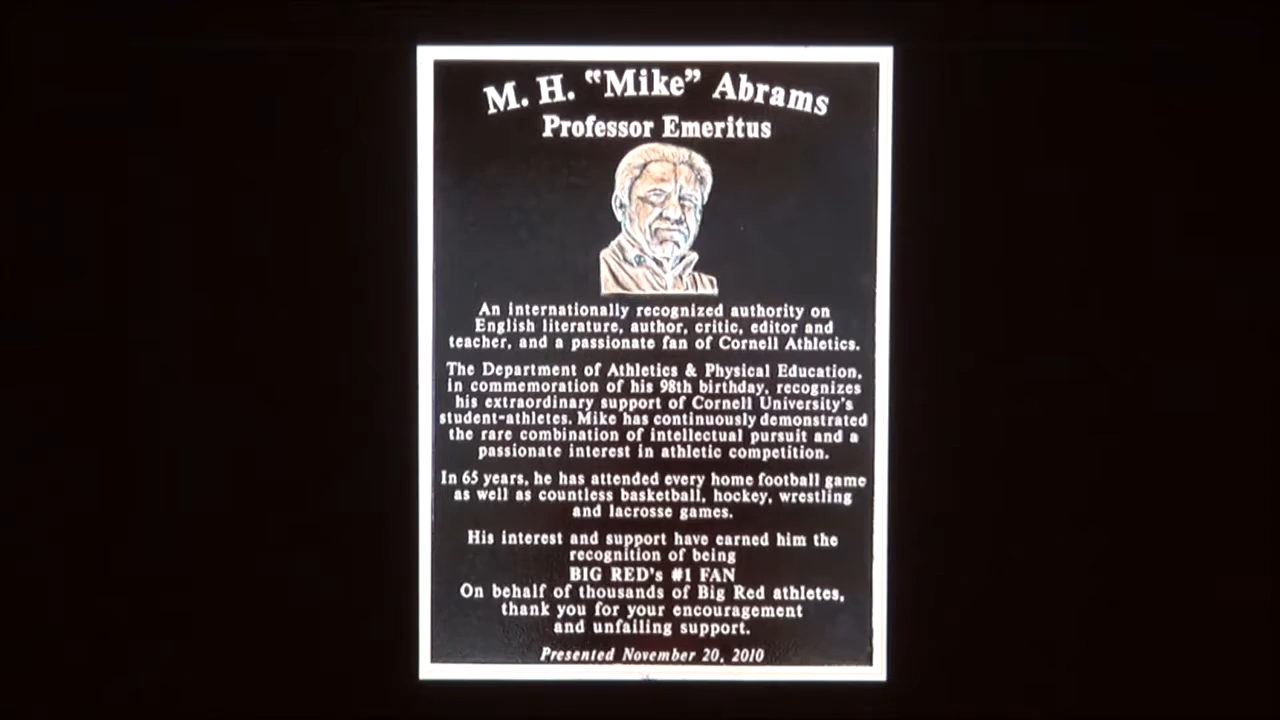 M. H. “Mike” Abrams
Professor Emeritus
An internationally recognized authority on
English literature, author, critic, editor and
teacher, and a passionate fan of Cornell Athletics.
The Department of Athletics & Physical Education,
in commemoration of his 98th birthday, recognizes
his extraordinary support of Cornell University's
student-athletes. Mike has continuously demonstrated
the rare combination of intellectual pursuit and a
passionate interest in athletic competition.
In 65 years, he has attended every home football game
as well as countless basketball, hockey, wrestling
and lacrosse games.
His interest and support have earned him the
recognition of being
BIG RED's #1 FAN
On behalf of thousands of Big Red athletes,
thank you for your encouragement
and unfailing support.
Presented November 20, 2010